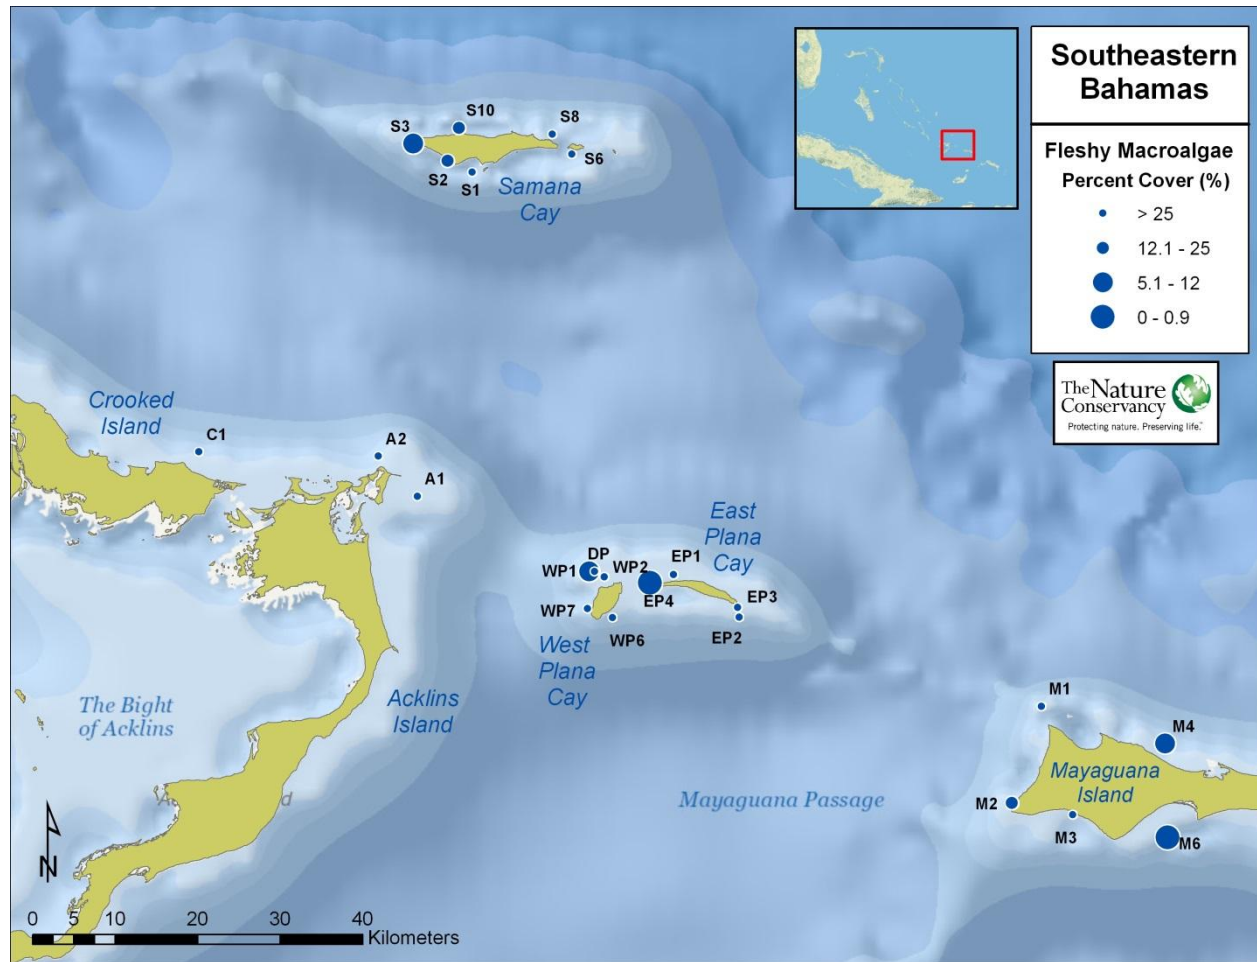 Southeastern
Bahamas
Fleshy Macroalgae
Percent Cover (%)
> 25
12.1 - 25
5.1 - 12
0 - 0.9
The Nature
Conservancy
Protecting nature. Preserving life.™
S10
S8
S3
S6
S2
S1
Samana
Cay
Crooked
Island
C1
A2
A1
East
Plana
Cay
DP
WP1
WP2
EP1
EP4
EP3
WP7
WP6
EP2
West
Plana
Cay
The Bight
of Acklins
Acklins
Island
M1
M4
Mayaguana
Island
Mayaguana Passage
M2
M3
M6
N
0 5 10 20 30 40
Kilometers